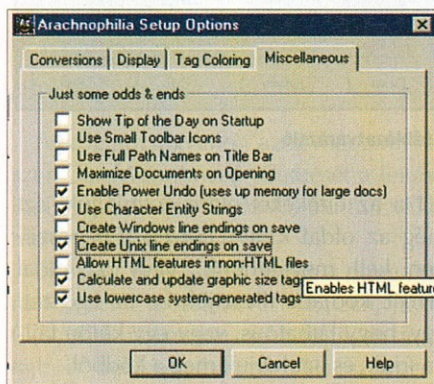 Arachnophilia Setup Options
Conversions Display Tag Coloring Miscellaneous
Just some odds & ends
Show Tip of the Day on Startup
Use Small Toolbar Icons
Use Full Path Names on Title Bar
Maximize Documents on Opening
Enable Power Undo (uses up memory for large docs)
Use Character Entity Strings
Create Windows line endings on save
Create Unix line endings on save
Allow HTML features in non-HTML files
Calculate and update graphic size tags
Enables HTML feature
Use lowercase system-generated tags
OK Cancel Help